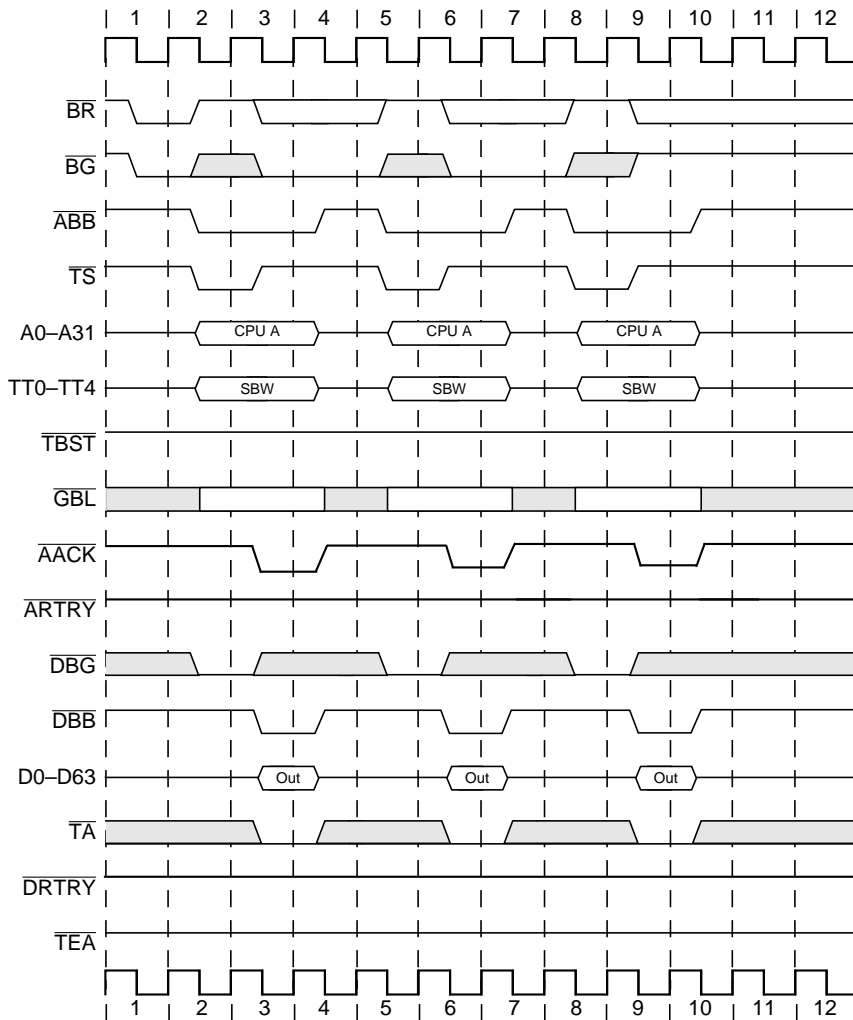 | 1 | 2 | 3 | 4 | 5 | 6 | 7 | 8 | 9 | 10 | 11 | 12
BR
BG
ABB
TS
A0–A31 CPU A CPU A CPU A
TT0–TT4 SBW SBW SBW
TBST
GBL
AACK
ARTRY
DBG
DBB
D0–D63 Out Out Out
TA
DRTRY
TEA
| 1 | 2 | 3 | 4 | 5 | 6 | 7 | 8 | 9 | 10 | 11 | 12